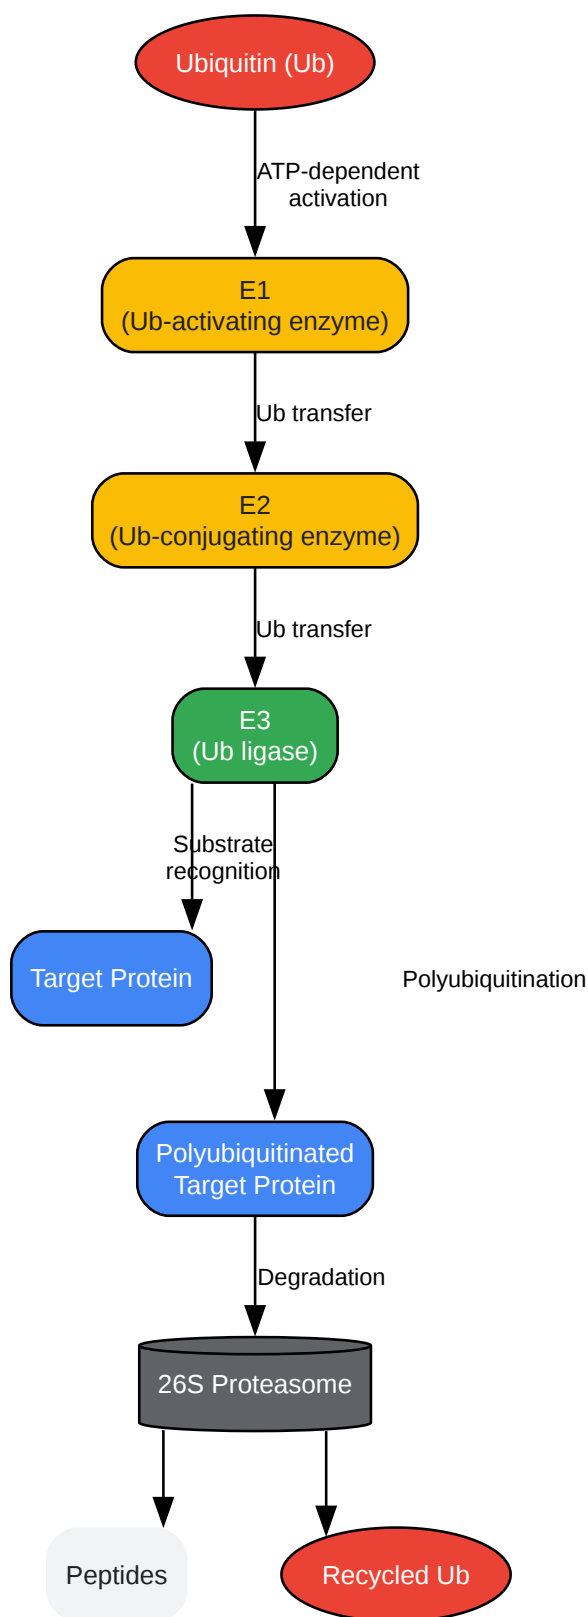 Ubiquitin (Ub)
ATP-dependent
activation
E1
(Ub-activating enzyme)
Ub transfer
E2
(Ub-conjugating enzyme)
Ub transfer
E3
(Ub ligase)
Substrate
recognition
Target Protein
Polyubiquitination
Polyubiquitinated
Target Protein
Degradation
26S Proteasome
Peptides
Recycled Ub